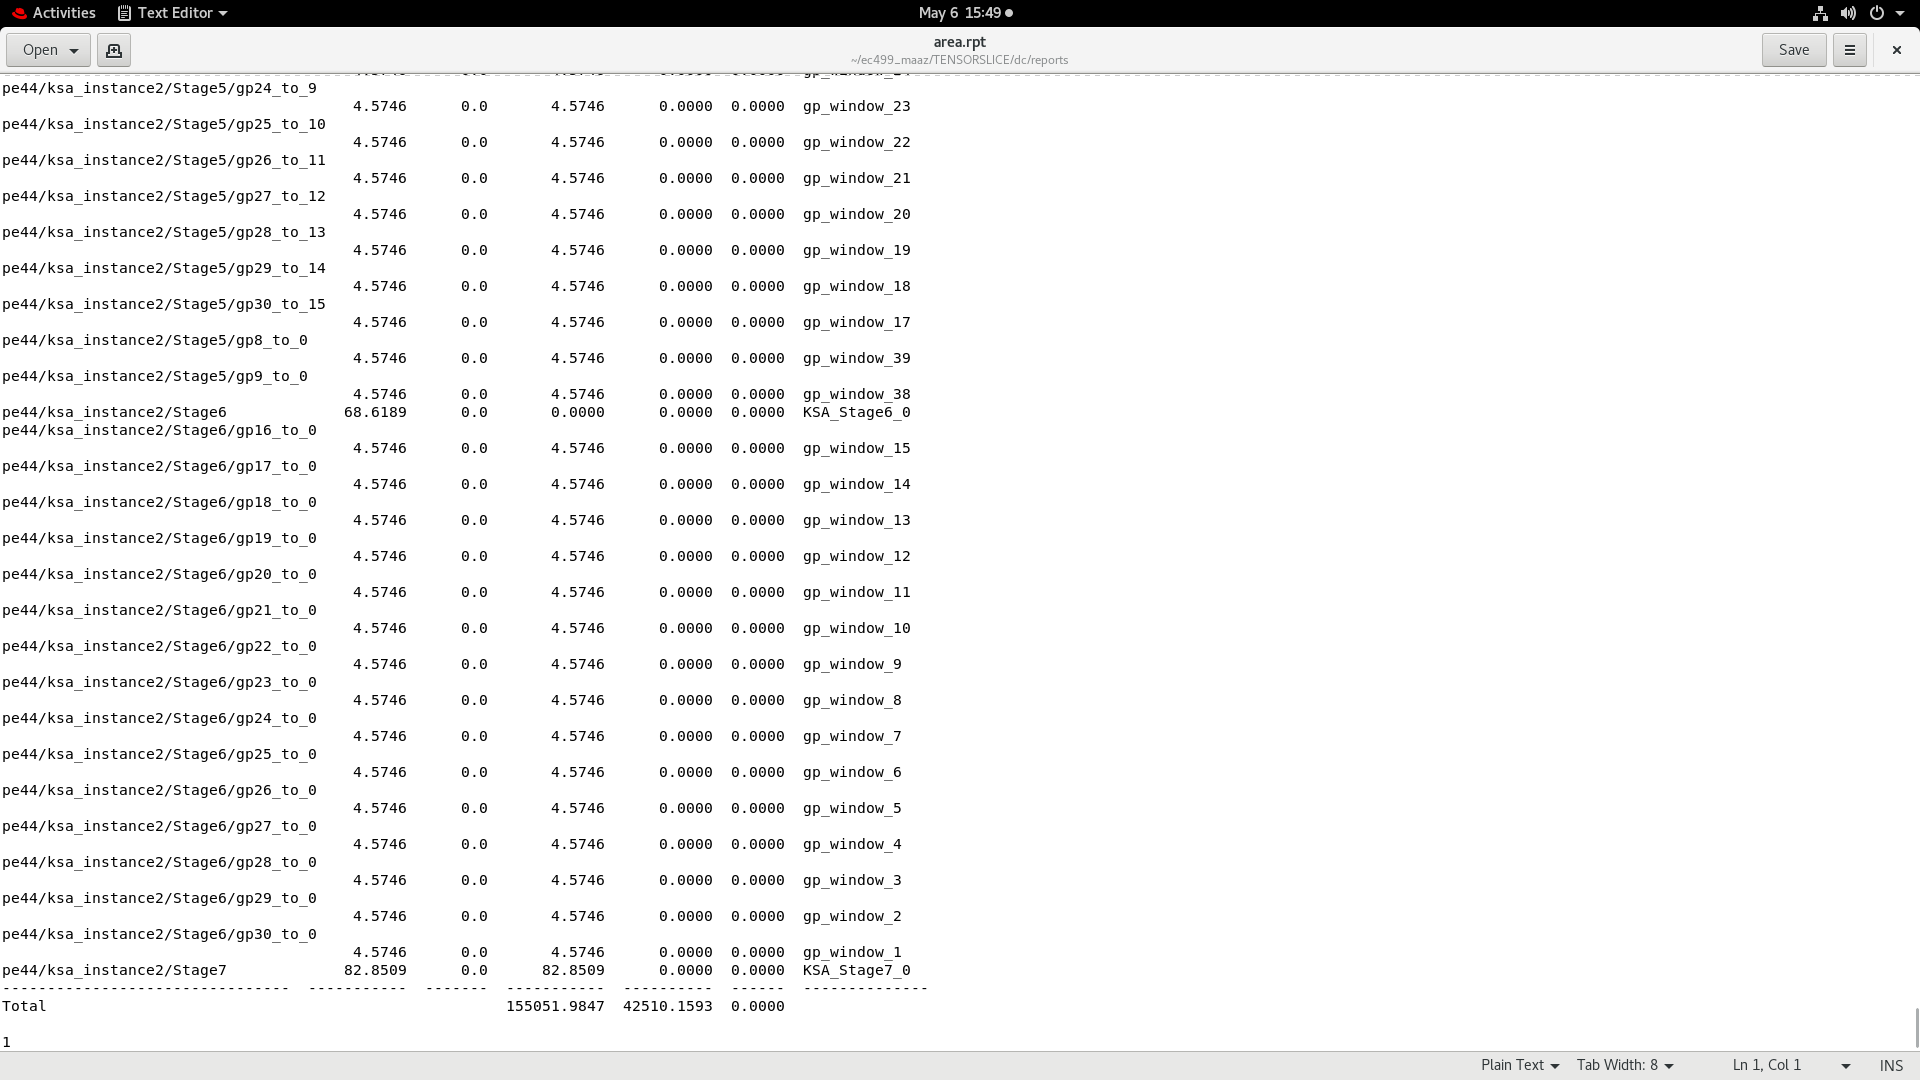 Activities Text Editor May 6 15:49
Open area.rpt Save
~/ec499_maaz/TENSORSLICE/dc/reports
pe44/ksa_instance2/Stage5/gp24_to_9
4.5746 0.0 4.5746 0.0000 0.0000 gp_window_23
pe44/ksa_instance2/Stage5/gp25_to_10
4.5746 0.0 4.5746 0.0000 0.0000 gp_window_22
pe44/ksa_instance2/Stage5/gp26_to_11
4.5746 0.0 4.5746 0.0000 0.0000 gp_window_21
pe44/ksa_instance2/Stage5/gp27_to_12
4.5746 0.0 4.5746 0.0000 0.0000 gp_window_20
pe44/ksa_instance2/Stage5/gp28_to_13
4.5746 0.0 4.5746 0.0000 0.0000 gp_window_19
pe44/ksa_instance2/Stage5/gp29_to_14
4.5746 0.0 4.5746 0.0000 0.0000 gp_window_18
pe44/ksa_instance2/Stage5/gp30_to_15
4.5746 0.0 4.5746 0.0000 0.0000 gp_window_17
pe44/ksa_instance2/Stage5/gp8_to_0
4.5746 0.0 4.5746 0.0000 0.0000 gp_window_39
pe44/ksa_instance2/Stage5/gp9_to_0
4.5746 0.0 4.5746 0.0000 0.0000 gp_window_38
pe44/ksa_instance2/Stage6 68.6189 0.0 0.0000 0.0000 0.0000 KSA_Stage6_0
pe44/ksa_instance2/Stage6/gp16_to_0
4.5746 0.0 4.5746 0.0000 0.0000 gp_window_15
pe44/ksa_instance2/Stage6/gp17_to_0
4.5746 0.0 4.5746 0.0000 0.0000 gp_window_14
pe44/ksa_instance2/Stage6/gp18_to_0
4.5746 0.0 4.5746 0.0000 0.0000 gp_window_13
pe44/ksa_instance2/Stage6/gp19_to_0
4.5746 0.0 4.5746 0.0000 0.0000 gp_window_12
pe44/ksa_instance2/Stage6/gp20_to_0
4.5746 0.0 4.5746 0.0000 0.0000 gp_window_11
pe44/ksa_instance2/Stage6/gp21_to_0
4.5746 0.0 4.5746 0.0000 0.0000 gp_window_10
pe44/ksa_instance2/Stage6/gp22_to_0
4.5746 0.0 4.5746 0.0000 0.0000 gp_window_9
pe44/ksa_instance2/Stage6/gp23_to_0
4.5746 0.0 4.5746 0.0000 0.0000 gp_window_8
pe44/ksa_instance2/Stage6/gp24_to_0
4.5746 0.0 4.5746 0.0000 0.0000 gp_window_7
pe44/ksa_instance2/Stage6/gp25_to_0
4.5746 0.0 4.5746 0.0000 0.0000 gp_window_6
pe44/ksa_instance2/Stage6/gp26_to_0
4.5746 0.0 4.5746 0.0000 0.0000 gp_window_5
pe44/ksa_instance2/Stage6/gp27_to_0
4.5746 0.0 4.5746 0.0000 0.0000 gp_window_4
pe44/ksa_instance2/Stage6/gp28_to_0
4.5746 0.0 4.5746 0.0000 0.0000 gp_window_3
pe44/ksa_instance2/Stage6/gp29_to_0
4.5746 0.0 4.5746 0.0000 0.0000 gp_window_2
pe44/ksa_instance2/Stage6/gp30_to_0
4.5746 0.0 4.5746 0.0000 0.0000 gp_window_1
pe44/ksa_instance2/Stage7 82.8509 0.0 82.8509 0.0000 0.0000 KSA_Stage7_0
-------------------------------- ----------- ------- ----------- ---------- ------ --------------
Total 155051.9847 42510.1593 0.0000
1
Plain Text Tab Width: 8 Ln 1, Col 1 INS